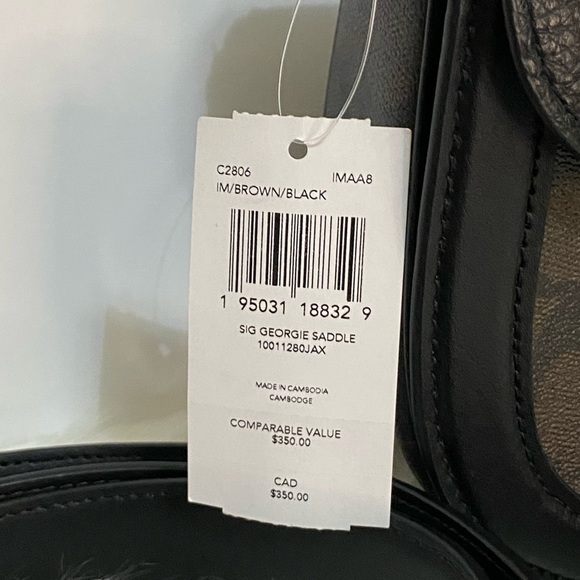 C2806 IMAA8
IM/BROWN/BLACK
1 95031 18832 9
SIG GEORGIE SADDLE
10011280JAX
MADE IN CAMBODIA
CAMBODGE
COMPARABLE VALUE
$350.00
CAD
$350.00